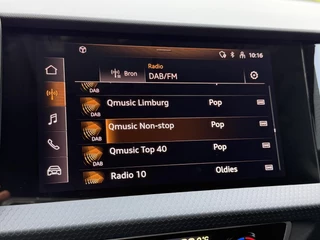 10:16
Radio
Bron
DAB/FM
DAB
Qmusic Limburg Pop
DAB
Qmusic Non-stop Pop
DAB
Qmusic Top 40 Pop
DAB
Radio 10 Oldies